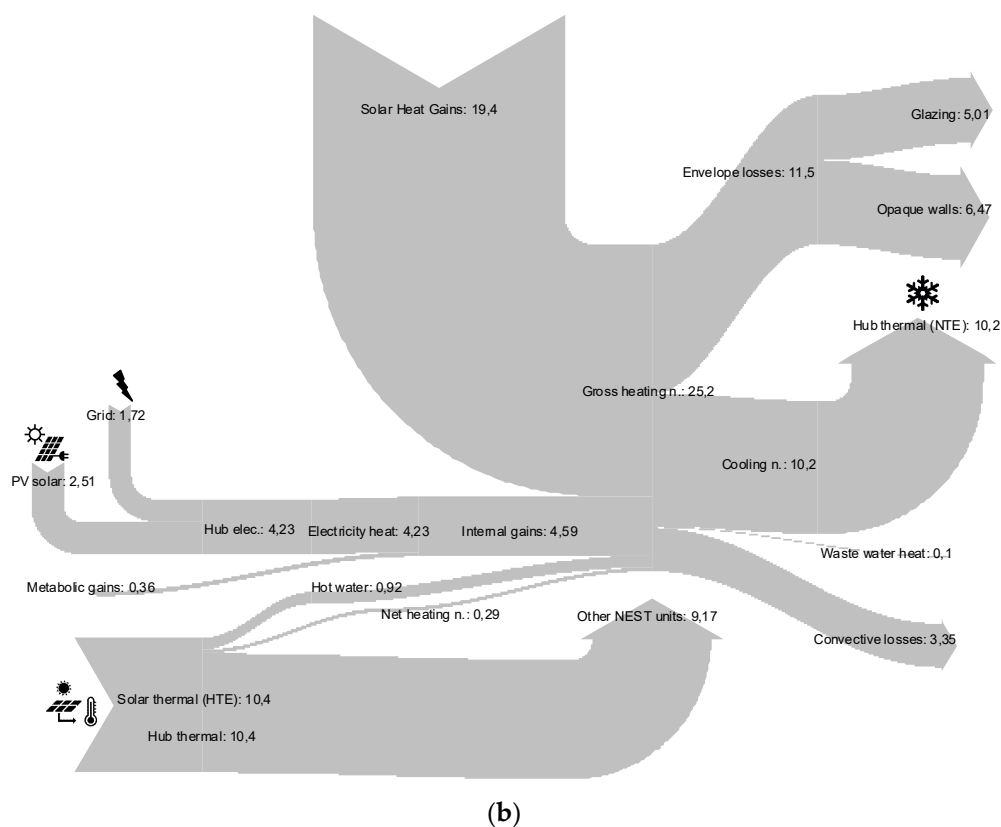 Solar Heat Gains: 19,4
Glazing: 5,01
Envelope losses: 11,5
Opaque walls: 6,47
Hub thermal (NTE): 10,2
Gross heating n.: 25,2
Grid: 1,72
Cooling n.: 10,2
PV solar: 2,51
Hub elec.: 4,23
Electricity heat: 4,23
Internal gains: 4,59
Waste water heat: 0,1
Metabolic gains: 0,36
Hot water: 0,92
Net heating n.: 0,29
Other NEST units: 9,17
Convective losses: 3,35
Solar thermal (HTE): 10,4
Hub thermal: 10,4
(b)